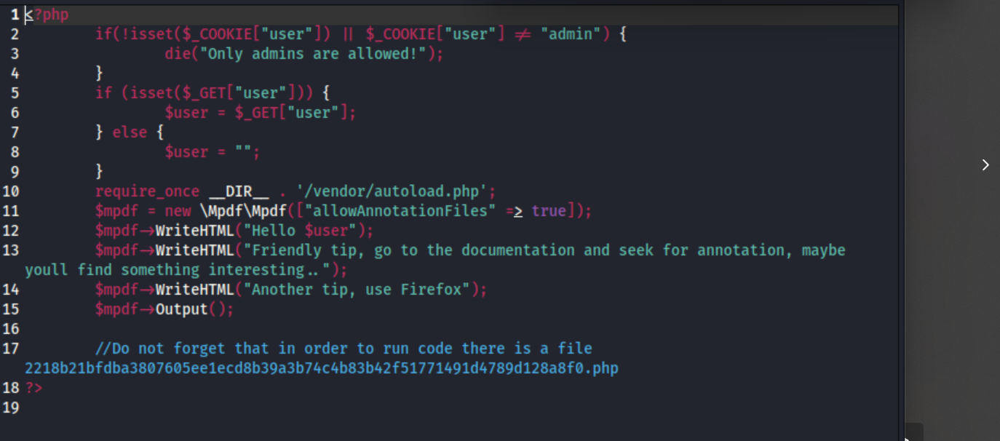 1 <?php
2 if(!isset($_COOKIE["user"]) || $_COOKIE["user"] ≠ "admin") {
3 die("Only admins are allowed!");
4 }
5 if (isset($_GET["user"])) {
6 $user = $_GET["user"];
7 } else {
8 $user = "";
9 }
10 require_once __DIR__ . '/vendor/autoload.php';
11 $mpdf = new \Mpdf\Mpdf(["allowAnnotationFiles" => true]);
12 $mpdf→WriteHTML("Hello $user");
13 $mpdf→WriteHTML("Friendly tip, go to the documentation and seek for annotation, maybe
youll find something interesting..");
14 $mpdf→WriteHTML("Another tip, use Firefox");
15 $mpdf→Output();
16
17 //Do not forget that in order to run code there is a file
2218b21bfdba3807605ee1ecd8b39a3b74c4b83b42f51771491d4789d128a8f0.php
18 ?>
19